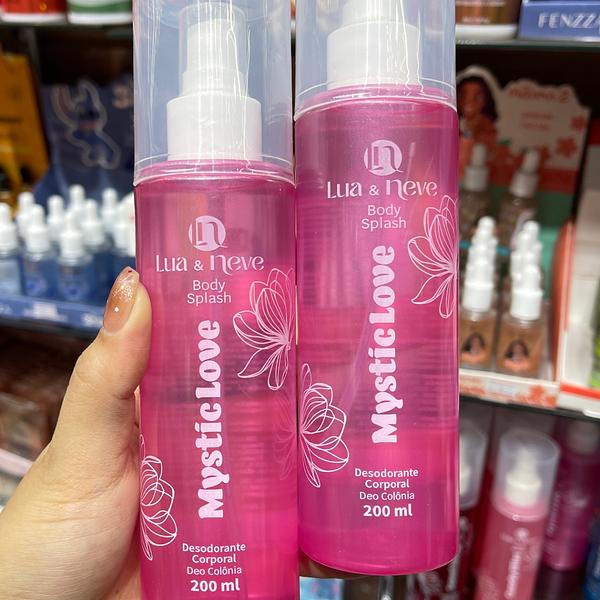 FENZZA
Lua & Neve
Body
Splash
Mystic Love
Desodorante
Corporal
Deo Colônia
200 ml
Lua & Neve
Body
Splash
Mystic Love
Desodorante
Corporal
Deo Colônia
200 ml